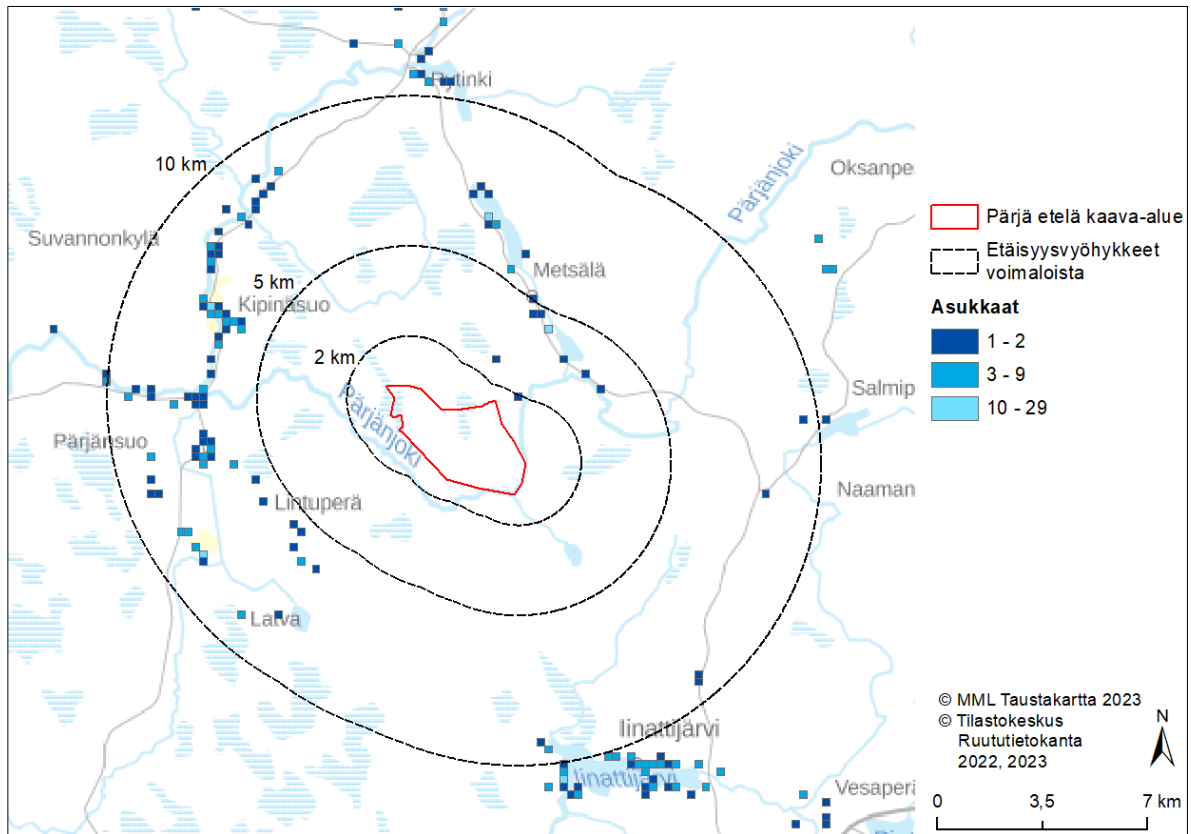 Rytinki
10 km
Pärjänjoki
Oksanpe
Suvannonkylä
Metsälä
5 km
Kipinäsuo
2 km
Pärjänjoki
Salmip
Pärjänsuo
Lintuperä
Naaman
Latva
Iinattijärvi
Iinattijärvi
Vesaperä
Pärjä etelä kaava-alue
Etäisyysvyöhykkeet
voimaloista
Asukkaat
1 - 2
3 - 9
10 - 29
© MML Taustakartta 2023
© Tilastokeskus
Ruututietokanta
2022, 2023
N
0 3,5 7 km